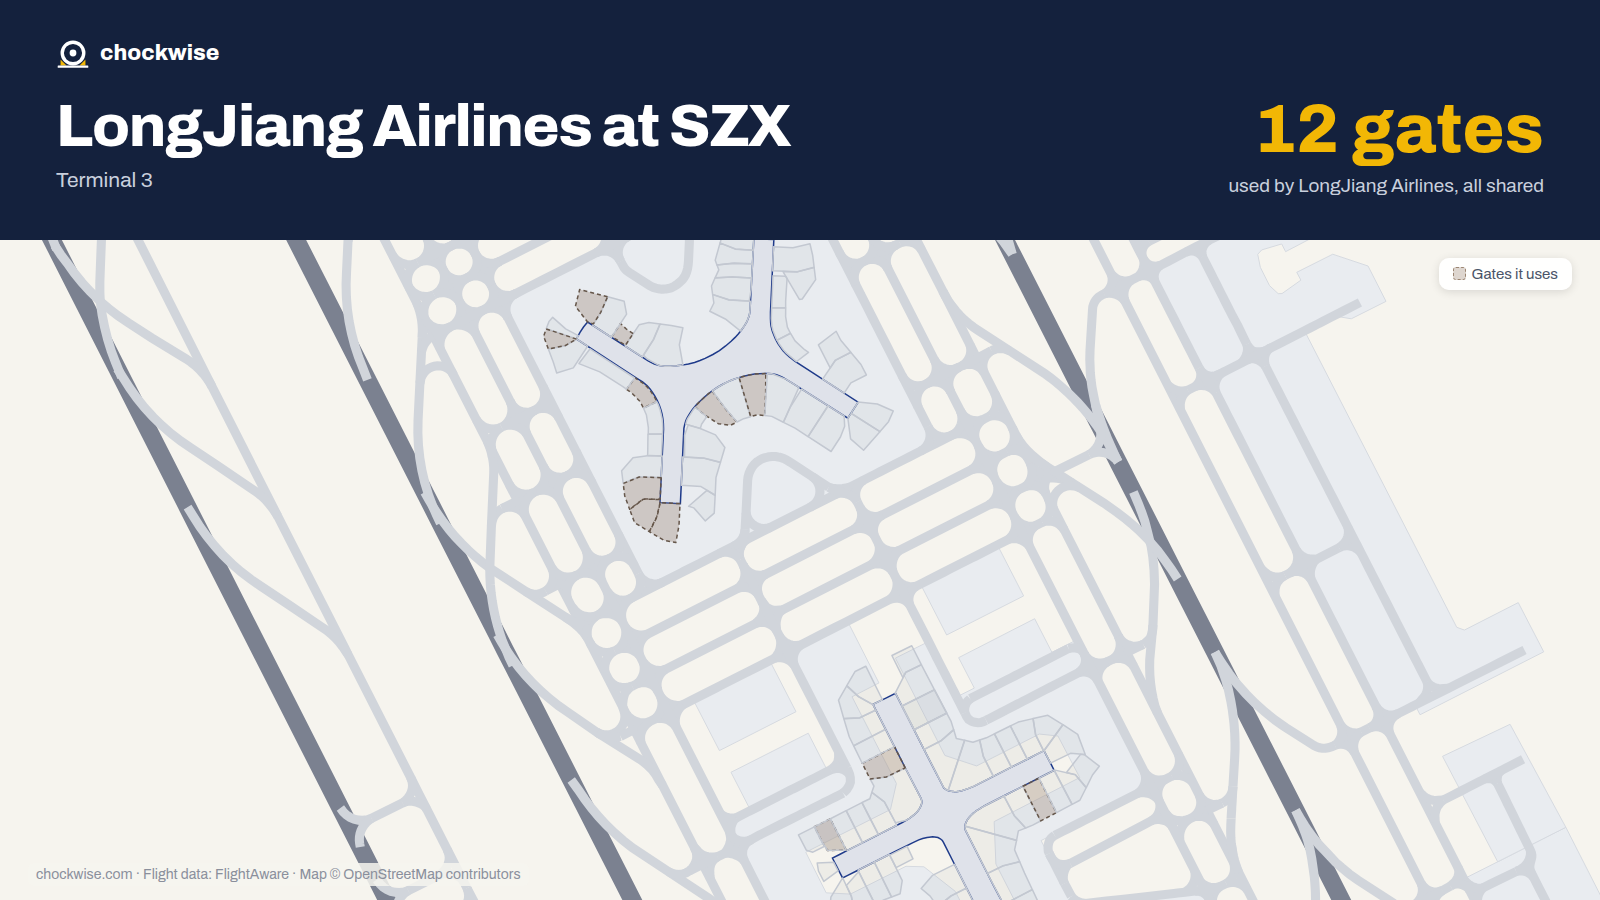 chockwise
LongJiang Airlines at SZX
Terminal 3
12 gates
used by LongJiang Airlines, all shared
Gates it uses
chockwise.com · Flight data: FlightAware · Map © OpenStreetMap contributors